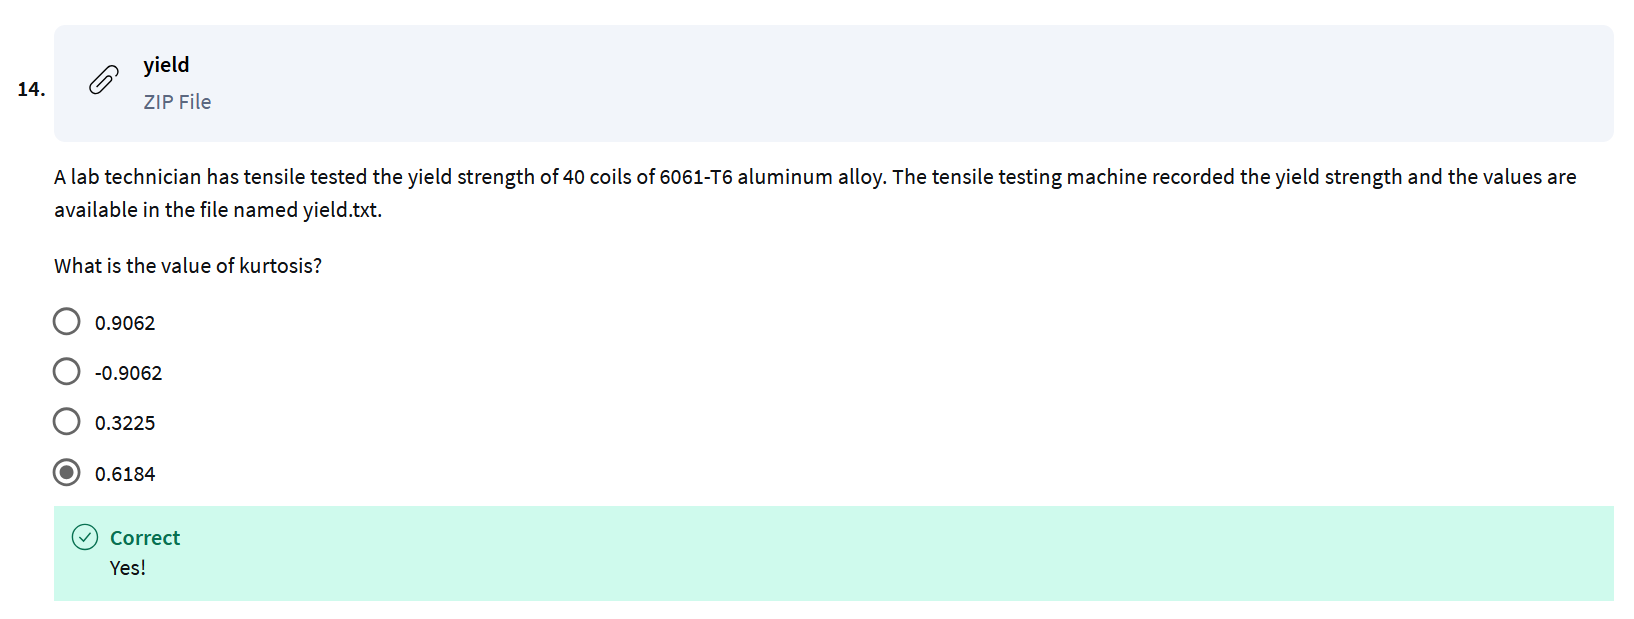 14.
yield
ZIP File
A lab technician has tensile tested the yield strength of 40 coils of 6061-T6 aluminum alloy. The tensile testing machine recorded the yield strength and the values are
available in the file named yield.txt.
What is the value of kurtosis?
0.9062
-0.9062
0.3225
0.6184
Correct
Yes!